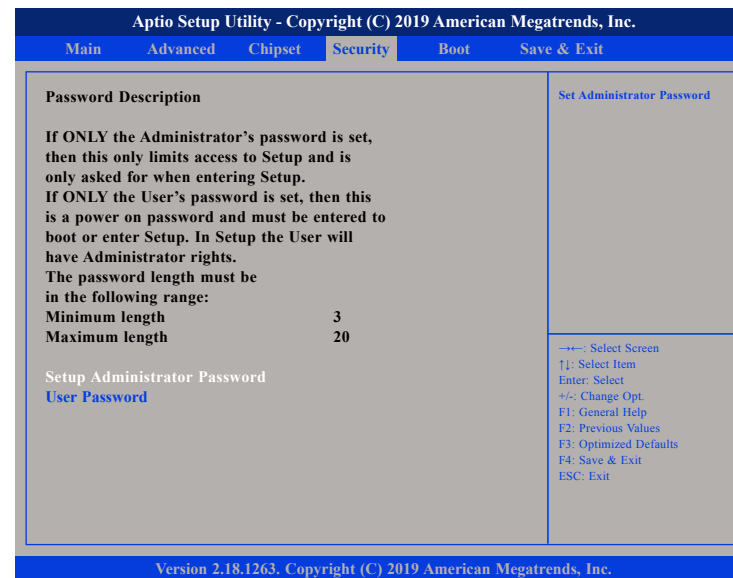 Aptio Setup Utility - Copyright (C) 2019 American Megatrends, Inc.
Main Advanced Chipset Security Boot Save & Exit
Password Description
If ONLY the Administrator's password is set,
then this only limits access to Setup and is
only asked for when entering Setup.
If ONLY the User's password is set, then this
is a power on password and must be entered to
boot or enter Setup. In Setup the User will
have Administrator rights.
The password length must be
in the following range:
Minimum length 3
Maximum length 20
Setup Administrator Password
User Password
Set Administrator Password
→←: Select Screen
↑↓: Select Item
Enter: Select
+/-: Change Opt.
F1: General Help
F2: Previous Values
F3: Optimized Defaults
F4: Save & Exit
ESC: Exit
Version 2.18.1263. Copyright (C) 2019 American Megatrends, Inc.